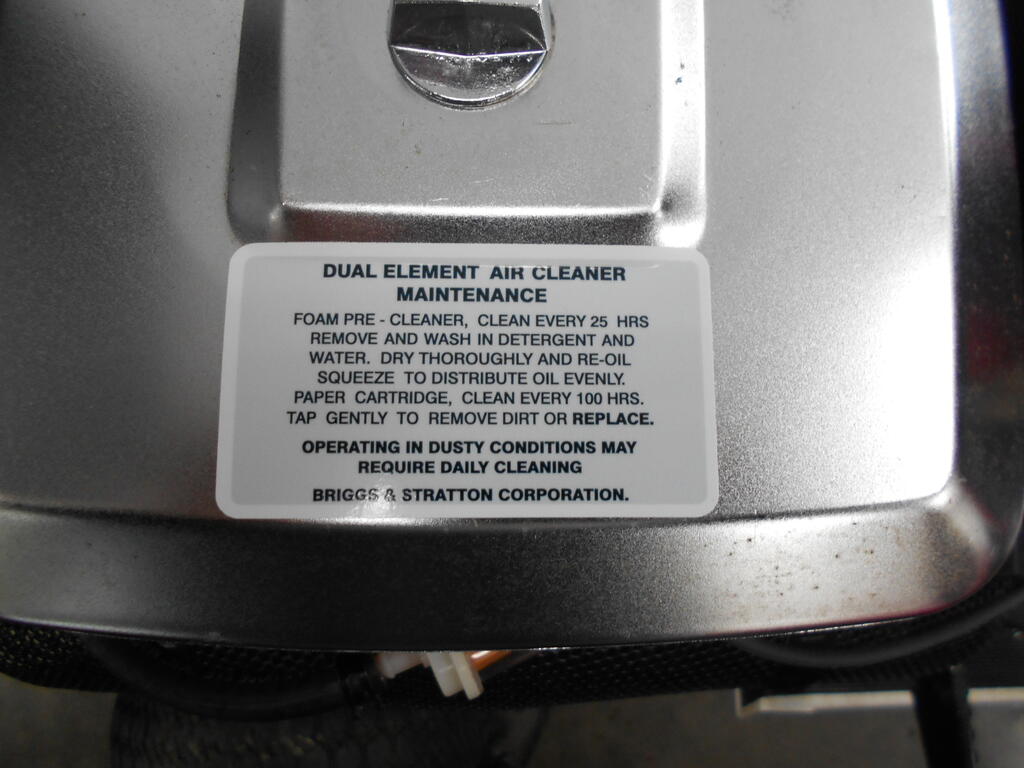 DUAL ELEMENT AIR CLEANER
MAINTENANCE
FOAM PRE - CLEANER, CLEAN EVERY 25 HRS
REMOVE AND WASH IN DETERGENT AND
WATER. DRY THOROUGHLY AND RE-OIL
SQUEEZE TO DISTRIBUTE OIL EVENLY.
PAPER CARTRIDGE, CLEAN EVERY 100 HRS.
TAP GENTLY TO REMOVE DIRT OR REPLACE.
OPERATING IN DUSTY CONDITIONS MAY
REQUIRE DAILY CLEANING
BRIGGS & STRATTON CORPORATION.